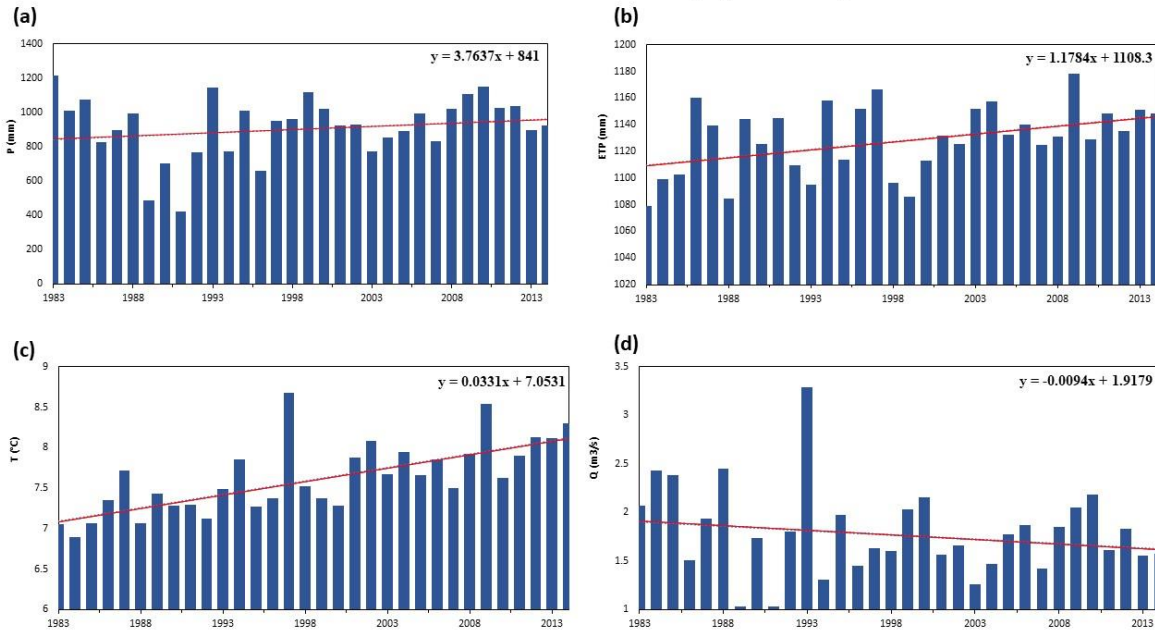 (a)
y = 3.7637x + 841
P (mm)
1400
1200
1000
800
600
400
200
0
1983 1988 1993 1998 2003 2008 2013
(b)
y = 1.1784x + 1108.3
ETP (mm)
1200
1180
1160
1140
1120
1100
1080
1060
1040
1020
1983 1988 1993 1998 2003 2008 2013
(c)
y = 0.0331x + 7.0531
T (°C)
9
8.5
8
7.5
7
6.5
6
1983 1988 1993 1998 2003 2008 2013
(d)
y = -0.0094x + 1.9179
Q (m3/s)
3.5
3
2.5
2
1.5
1
1983 1988 1993 1998 2003 2008 2013